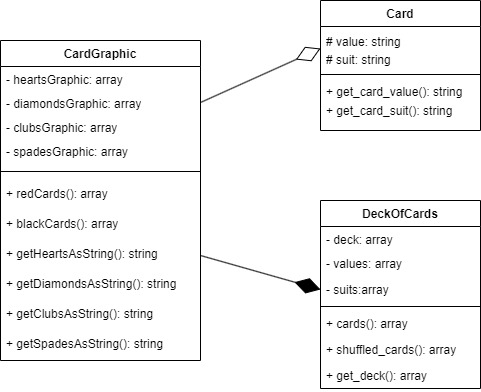 CardGraphic
- heartsGraphic: array
- diamondsGraphic: array
- clubsGraphic: array
- spadesGraphic: array
+ redCards(): array
+ blackCards(): array
+ getHeartsAsString(): string
+ getDiamondsAsString(): string
+ getClubsAsString(): string
+ getSpadesAsString(): string
Card
# value: string
# suit: string
+ get_card_value(): string
+ get_card_suit(): string
DeckOfCards
- deck: array
- values: array
- suits:array
+ cards(): array
+ shuffled_cards(): array
+ get_deck(): array